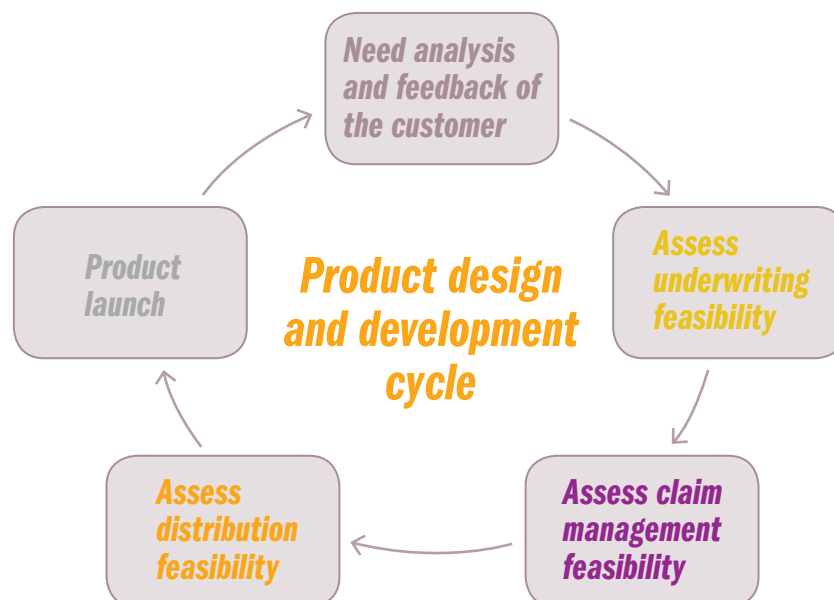 Need analysis
and feedback of
the customer
Assess
underwriting
feasibility
Product
launch
Product design
and development
cycle
Assess
distribution
feasibility
Assess claim
management
feasibility